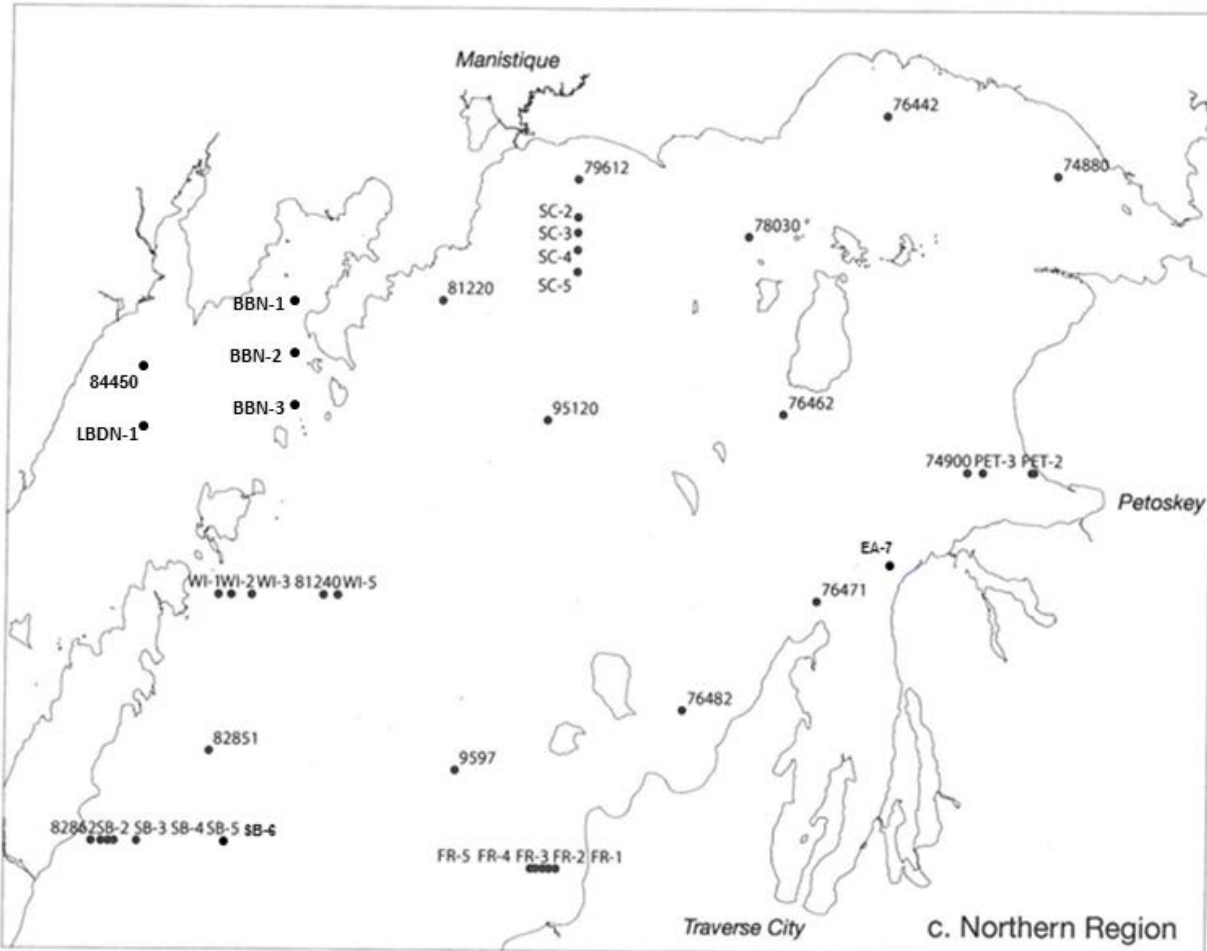 Manistique
76442
79612
74880
SC-2
SC-3
78030
SC-4
SC-5
81220
BBN-1
BBN-2
84450
BBN-3
95120
76462
LBDN-1
74900 PET-3 PET-2
Petoskey
EA-7
WI-1 WI-2 WI-3 81240 WI-5
76471
76482
82851
9597
82862 SB-2 SB-3 SB-4 SB-5 SB-6
FR-5 FR-4 FR-3 FR-2 FR-1
Traverse City
c. Northern Region